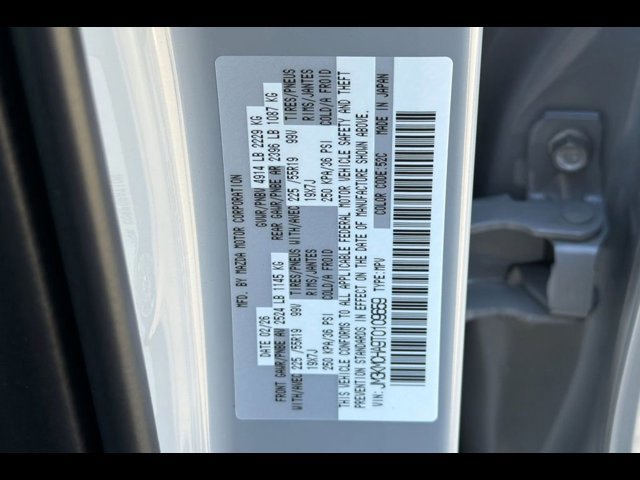 MFD. BY MAZDA MOTOR CORPORATION
DATE 02/26 GVWR/PNBV 4914 LB 2229 KG
FRONT GAWR/PNBE AV 2524 LB 1145 KG REAR GAWR/PNBE AR 2396 LB 1087 KG
WITH/AVEC 225/55R19 99V TIRES/PNEUS WITH/AVEC 225/55R19 99V TIRES/PNEUS
19X7J RIMS/JANTES 19X7J RIMS/JANTES
250 KPA/36 PSI COLD/A FROID 250 KPA/36 PSI COLD/A FROID
THIS VEHICLE CONFORMS TO ALL APPLICABLE FEDERAL MOTOR VEHICLE SAFETY AND THEFT
PREVENTION STANDARDS IN EFFECT ON THE DATE OF MANUFACTURE SHOWN ABOVE.
VIN: JM3KMCHA9T0109659 TYPE: MPV COLOR CODE: 52C MADE IN JAPAN